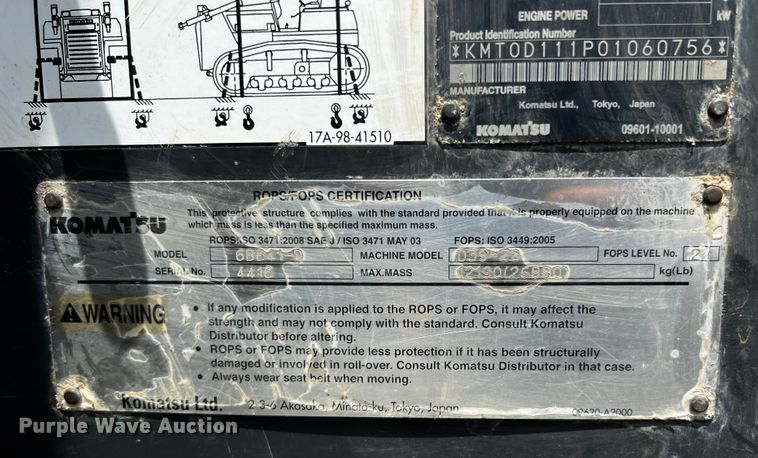 ENGINE POWER kW
Product Identification Number
*KMT0D111P01060756*
MANUFACTURER
Komatsu Ltd., Tokyo, Japan
KOMATSU 09601-10001
17A-98-41510
ROPS/FOPS CERTIFICATION
KOMATSU
This protective structure complies with the standard provided that it is properly equipped on the machine
which mass is less than the specified maximum mass.
ROPS: ISO 3471:2008 SAE J / ISO 3471 MAY 03 FOPS: ISO 3449:2005
MODEL MACHINE MODEL FOPS LEVEL No. 2
SERIAL No. MAX.MASS kg(Lb)
WARNING
• If any modification is applied to the ROPS or FOPS, it may affect the
strength and may not comply with the standard. Consult Komatsu
Distributor before altering.
• ROPS or FOPS may provide less protection if it has been structurally
damaged or involved in roll-over. Consult Komatsu Distributor in that case.
• Always wear seat belt when moving.
Komatsu Ltd. 2-3-6 Akasaka, Minato-ku, Tokyo, Japan 09620-A2000
Purple Wave Auction